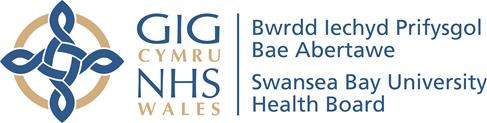 GIG
CYMRU
NHS
WALES
Bwrdd Iechyd Prifysgol
Bae Abertawe
Swansea Bay University
Health Board